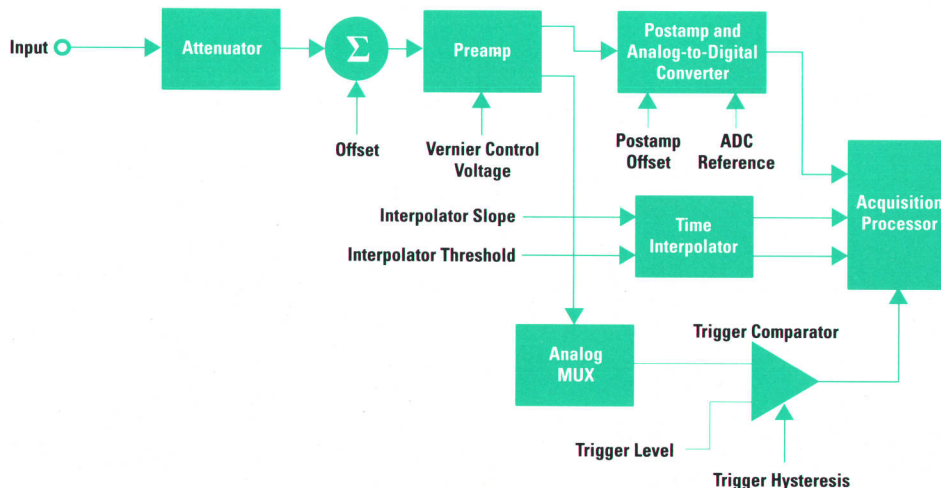 Input
Attenuator
Σ
Preamp
Postamp and
Analog-to-Digital
Converter
Offset
Vernier Control
Voltage
Postamp
Offset
ADC
Reference
Acquisition
Processor
Interpolator Slope
Interpolator Threshold
Time
Interpolator
Trigger Comparator
Analog
MUX
Trigger Level
Trigger Hysteresis